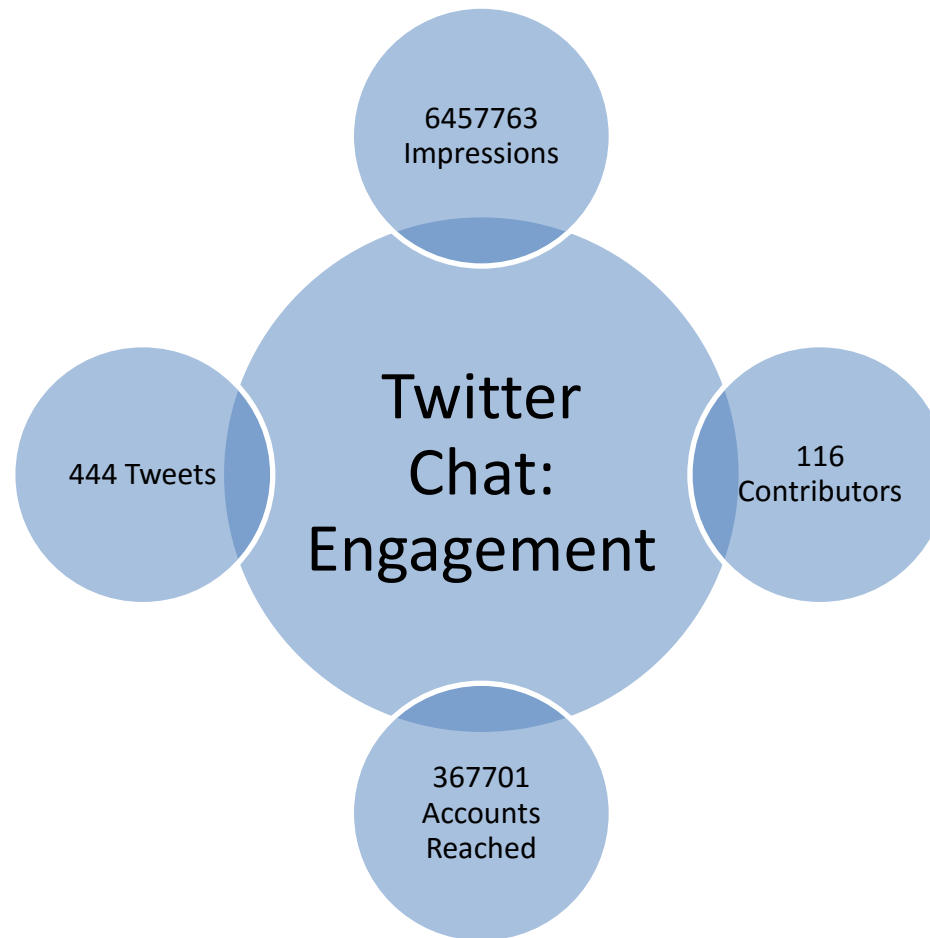 6457763
Impressions
Twitter
Chat:
Engagement
444 Tweets
116
Contributors
367701
Accounts
Reached